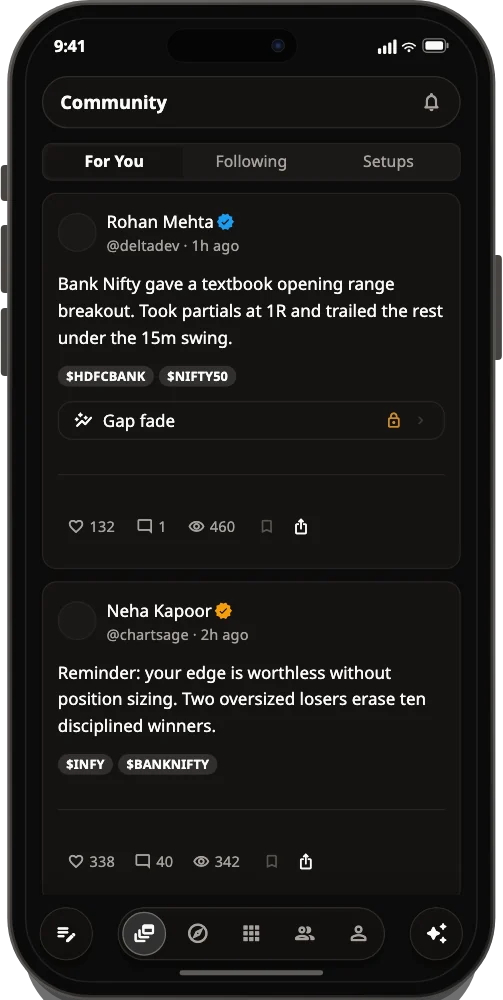 9:41
Community
For You
Following
Setups
Rohan Mehta
@deltadev · 1h ago
Bank Nifty gave a textbook opening range
breakout. Took partials at 1R and trailed the rest
under the 15m swing.
$HDFCBANK $NIFTY50
Gap fade
132 1 460
Neha Kapoor
@chartsage · 2h ago
Reminder: your edge is worthless without
position sizing. Two oversized losers erase ten
disciplined winners.
$INFY $BANKNIFTY
338 40 342